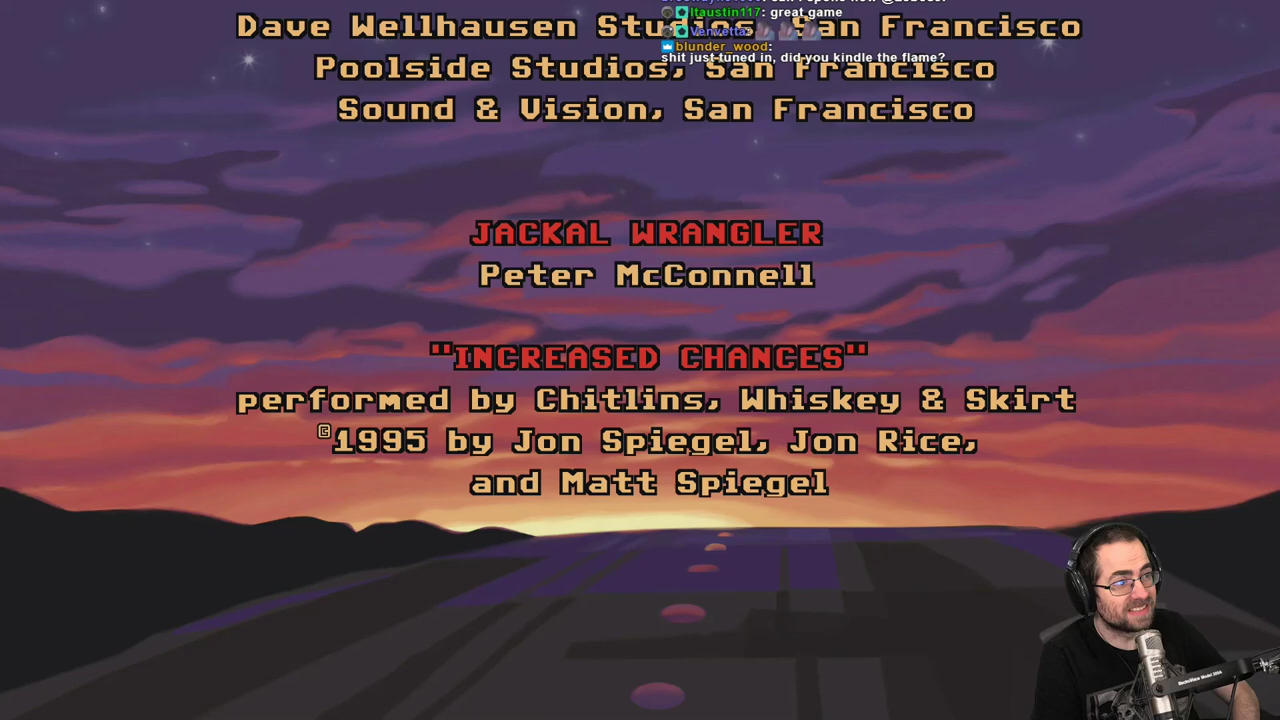 Dave Wellhausen Studios, San Francisco
ltaustin117: great game
Venvetta:
blunder_wood:
shit just tuned in, did you kindle the flame?
Poolside Studios, San Francisco
Sound & Vision, San Francisco
JACKAL WRANGLER
Peter McConnell
"INCREASED CHANCES"
performed by Chitlins, Whiskey & Skirt
©1995 by Jon Spiegel, Jon Rice,
and Matt Spiegel